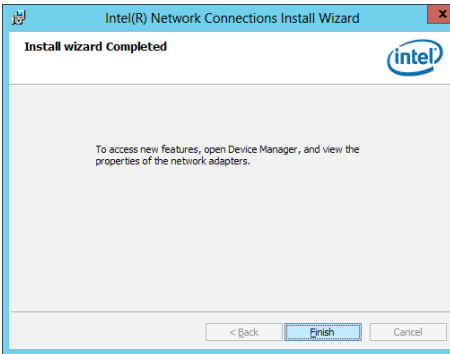 Intel(R) Network Connections Install Wizard
x
Install wizard Completed
intel
To access new features, open Device Manager, and view the
properties of the network adapters.
< Back
Finish
Cancel